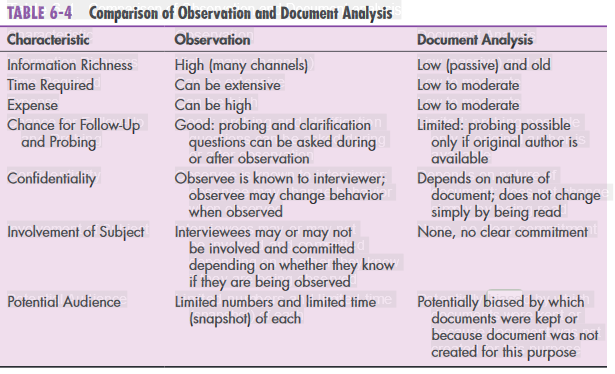 TABLE 6-4 Comparison of Observation and Document Analysis
Characteristic Observation Document Analysis
Information Richness High (many channels) Low (passive) and old
Time Required Can be extensive Low to moderate
Expense Can be high Low to moderate
Chance for Follow-Up Good: probing and clarification Limited: probing possible
and Probing questions can be asked during only if original author is
or after observation available
Confidentiality Observee is known to interviewer; Depends on nature of
observee may change behavior document; does not change
when observed simply by being read
Involvement of Subject Interviewees may or may not None, no clear commitment
be involved and committed
depending on whether they know
if they are being observed
Potential Audience Limited numbers and limited time Potentially biased by which
(snapshot) of each documents were kept or
because document was not
created for this purpose